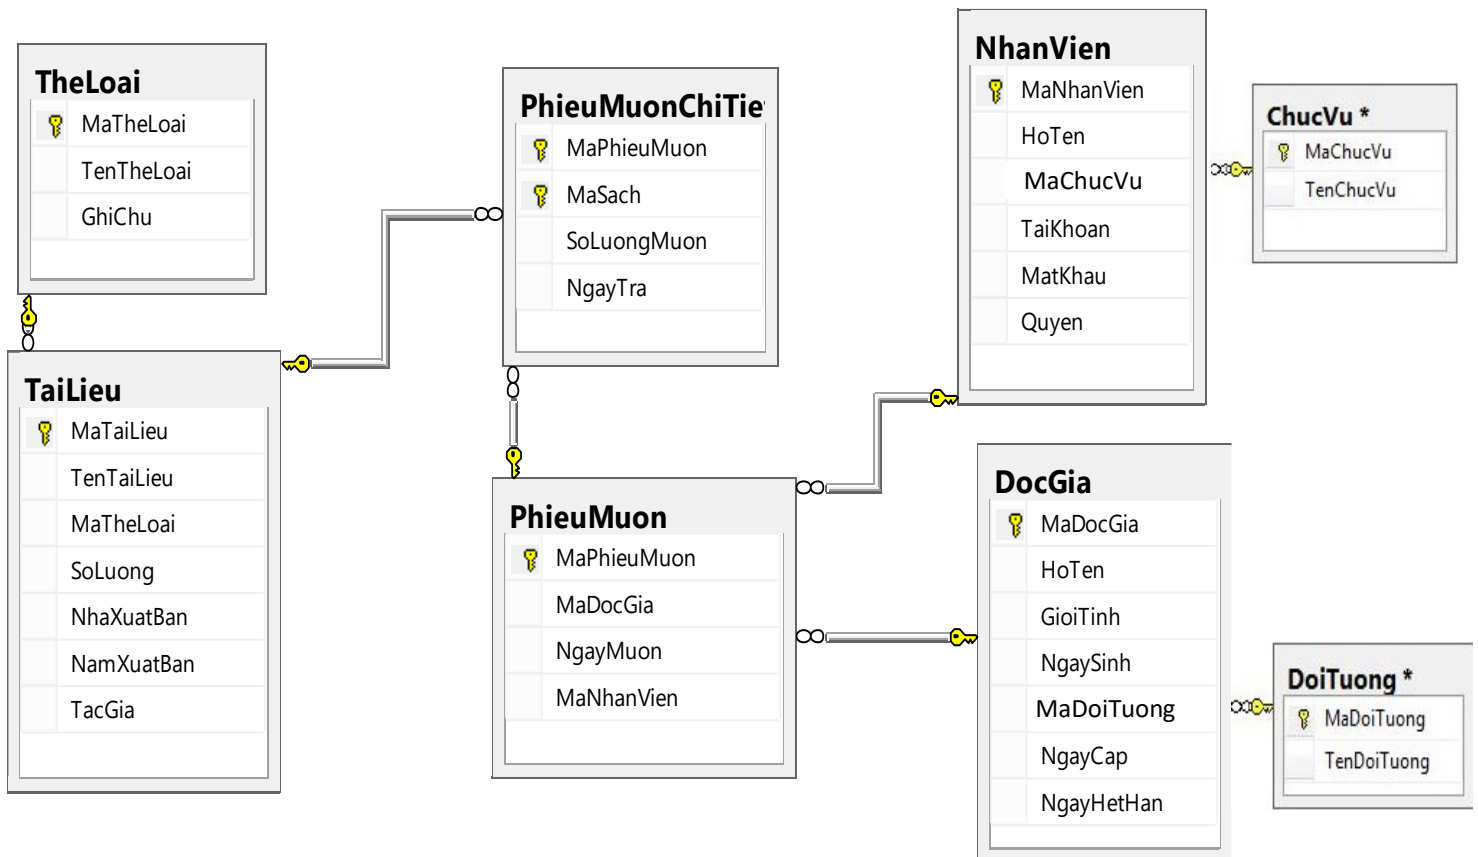 TheLoai
MaTheLoai
TenTheLoai
GhiChu
TaiLieu
MaTaiLieu
TenTaiLieu
MaTheLoai
SoLuong
NhaXuatBan
NamXuatBan
TacGia
PhieuMuonChiTie
MaPhieuMuon
MaSach
SoLuongMuon
NgayTra
PhieuMuon
MaPhieuMuon
MaDocGia
NgayMuon
MaNhanVien
NhanVien
MaNhanVien
HoTen
MaChucVu
TaiKhoan
MatKhau
Quyen
ChucVu *
MaChucVu
TenChucVu
DocGia
MaDocGia
HoTen
GioiTinh
NgaySinh
MaDoiTuong
NgayCap
NgayHetHan
DoiTuong *
MaDoiTuong
TenDoiTuong